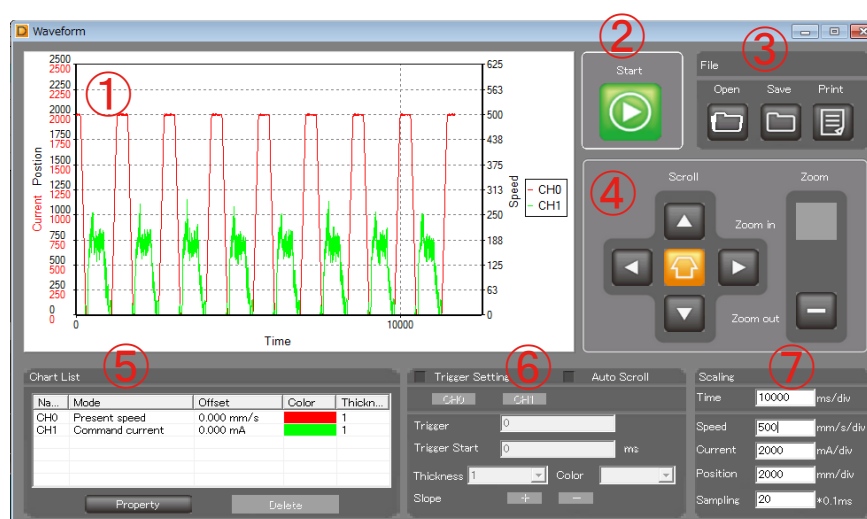 Waveform
①
②
③
④
⑤
⑥
⑦
2500
2500
2250
2250
2000
2000
1750
1750
1500
1500
1250
1250
1000
1000
750
750
500
500
250
250
0
0
Current Postion
625
563
500
438
375
313
250
188
125
63
0
Speed
CH0
CH1
0
10000
Time
Start
File
Open Save Print
Scroll
Zoom
Zoom in
Zoom out
Chart List
Na... Mode Offset Color Thickn...
CH0 Present speed 0.000 mm/s 1
CH1 Command current 0.000 mA 1
Property Delete
Trigger Setting Auto Scroll
CH0 CH1
Trigger 0
Trigger Start 0 ms
Thickness 1 Color
Slope + −
Scaling
Time 10000 ms/div
Speed 500 mm/s/div
Current 2000 mA/div
Position 2000 mm/div
Sampling 20 *0.1ms